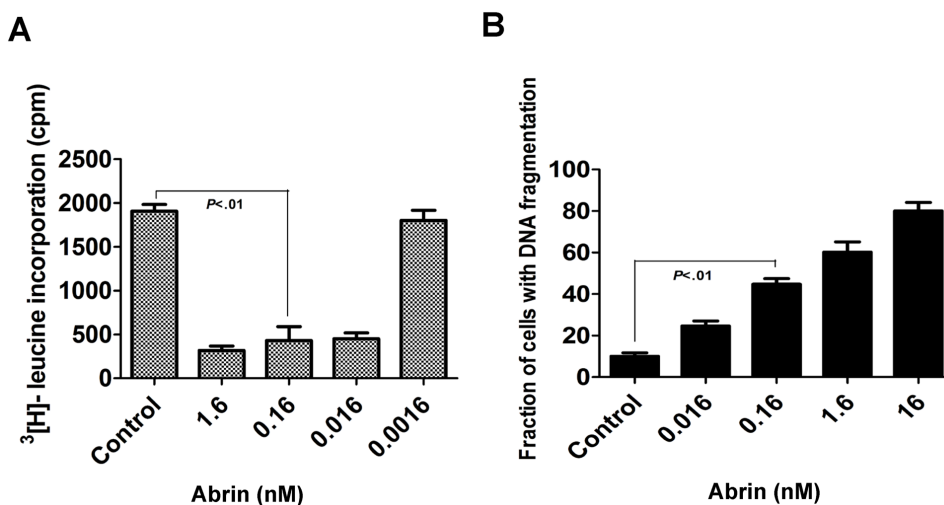 A
³[H]- leucine incorporation (cpm)
2500
2000
1500
1000
500
0
P<.01
Control
1.6
0.16
0.016
0.0016
Abrin (nM)
B
Fraction of cells with DNA fragmentation
100
80
60
40
20
0
P<.01
Control
0.016
0.16
1.6
16
Abrin (nM)